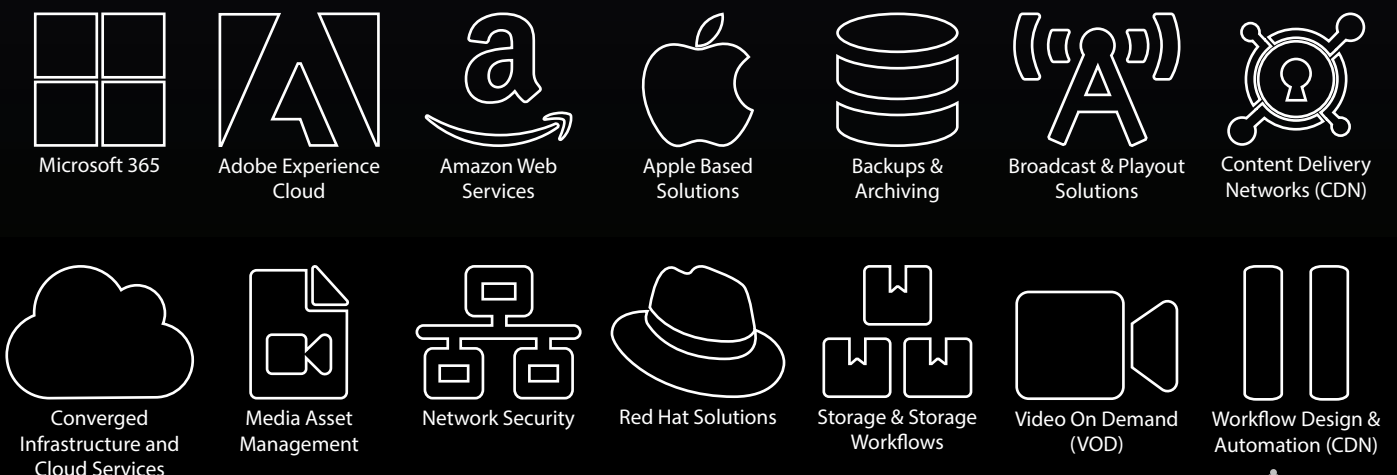 Microsoft 365
Adobe Experience
Cloud
Amazon Web
Services
Apple Based
Solutions
Backups &
Archiving
Broadcast & Playout
Solutions
Content Delivery
Networks (CDN)
Converged
Infrastructure and
Cloud Services
Media Asset
Management
Network Security
Red Hat Solutions
Storage & Storage
Workflows
Video On Demand
(VOD)
Workflow Design &
Automation (CDN)